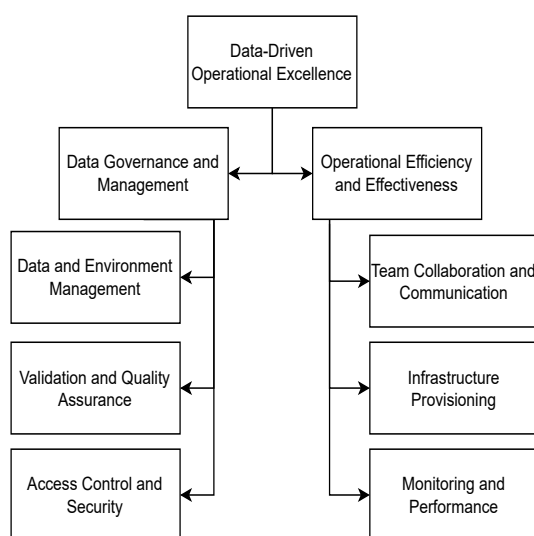 Data-Driven
Operational Excellence
Data Governance and
Management
Operational Efficiency
and Effectiveness
Data and Environment
Management
Team Collaboration and
Communication
Validation and Quality
Assurance
Infrastructure
Provisioning
Access Control and
Security
Monitoring and
Performance